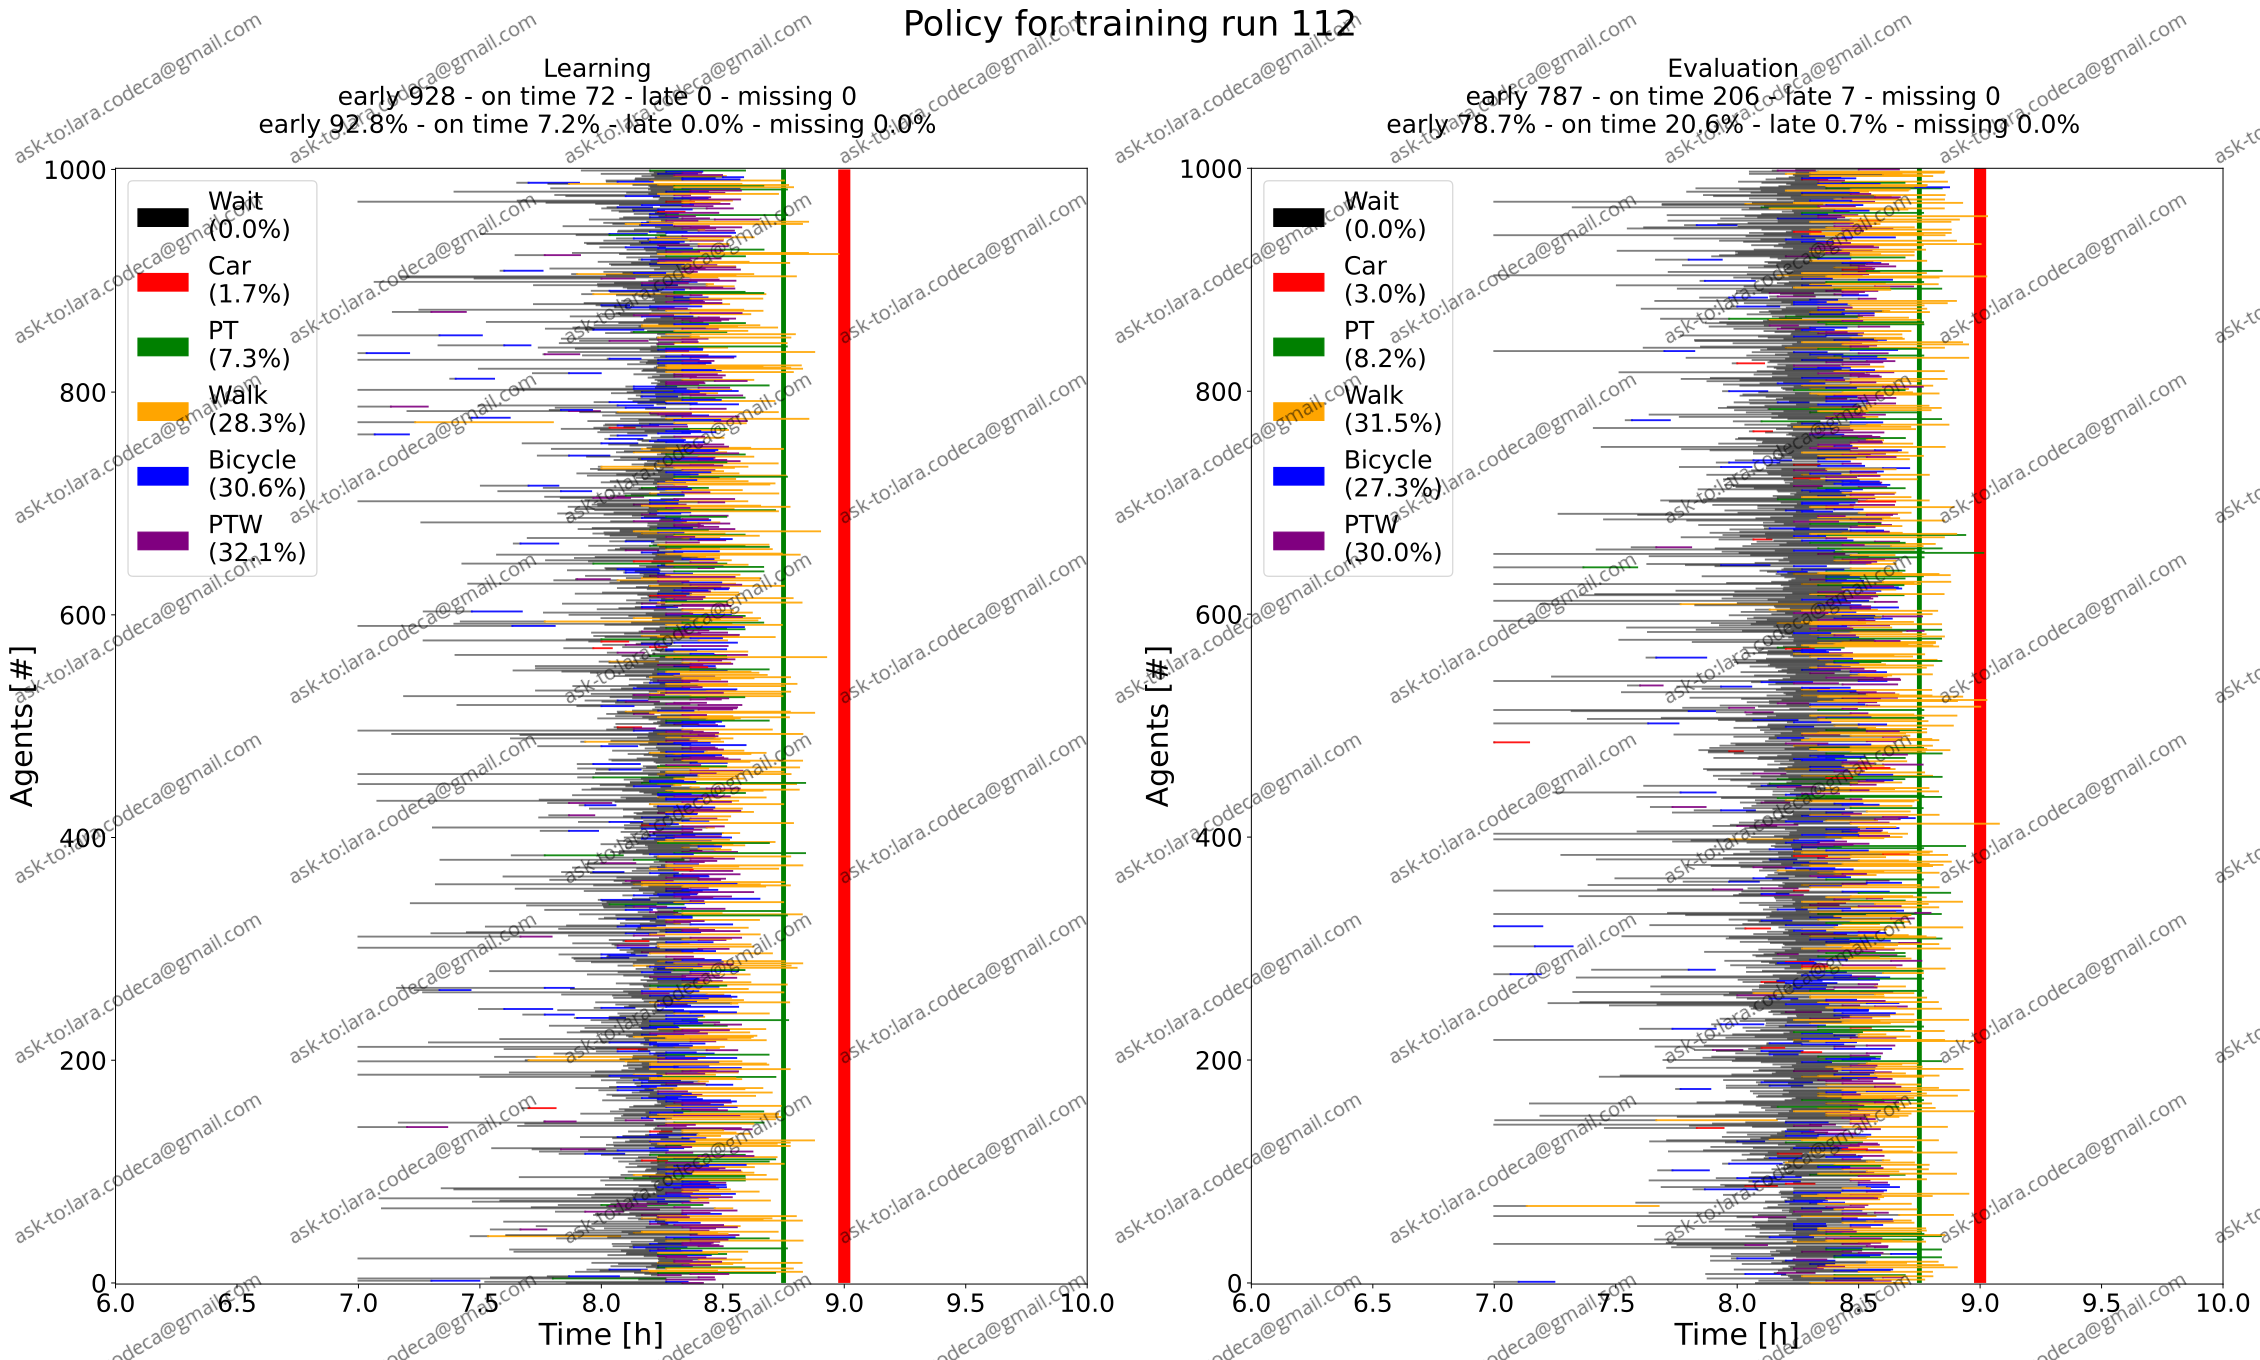 Policy for training run 112
Learning
early 928 - on time 72 - late 0 - missing 0
early 92.8% - on time 7.2% - late 0.0% - missing 0.0%
1000
800
600
400
200
0
Agents [#]
Wait
(0.0%)
Car
(1.7%)
PT
(7.3%)
Walk
(28.3%)
Bicycle
(30.6%)
PTW
(32.1%)
6.0 6.5 7.0 7.5 8.0 8.5 9.0 9.5 10.0
Time [h]
Evaluation
early 787 - on time 206 - late 7 - missing 0
early 78.7% - on time 20.6% - late 0.7% - missing 0.0%
1000
800
600
400
200
0
Agents [#]
Wait
(0.0%)
Car
(3.0%)
PT
(8.2%)
Walk
(31.5%)
Bicycle
(27.3%)
PTW
(30.0%)
6.0 6.5 7.0 7.5 8.0 8.5 9.0 9.5 10.0
Time [h]
ask-to:lara.codeca@gmail.com